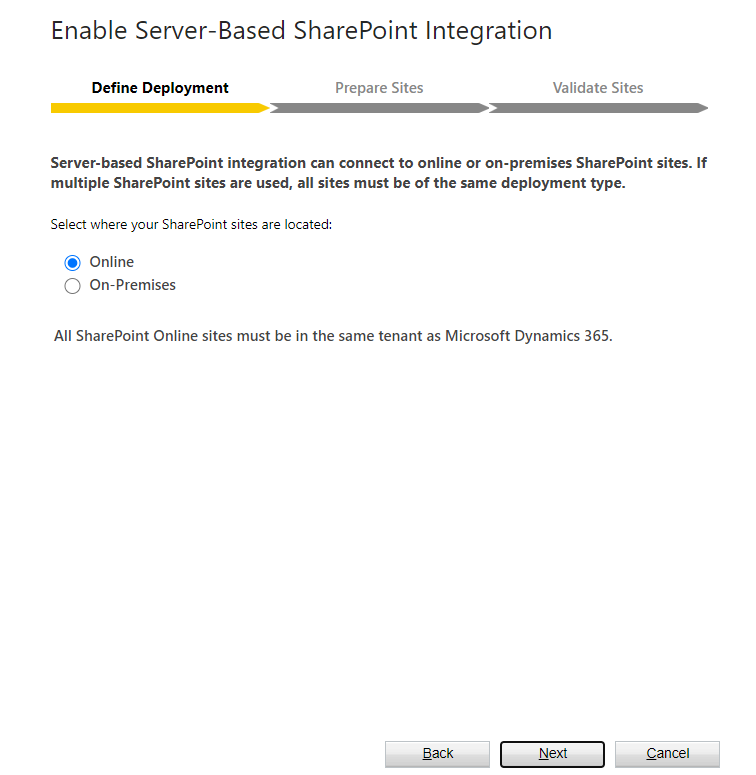 Enable Server-Based SharePoint Integration
Define Deployment
Prepare Sites
Validate Sites
Server-based SharePoint integration can connect to online or on-premises SharePoint sites. If
multiple SharePoint sites are used, all sites must be of the same deployment type.
Select where your SharePoint sites are located:
Online
On-Premises
All SharePoint Online sites must be in the same tenant as Microsoft Dynamics 365.
Back
Next
Cancel